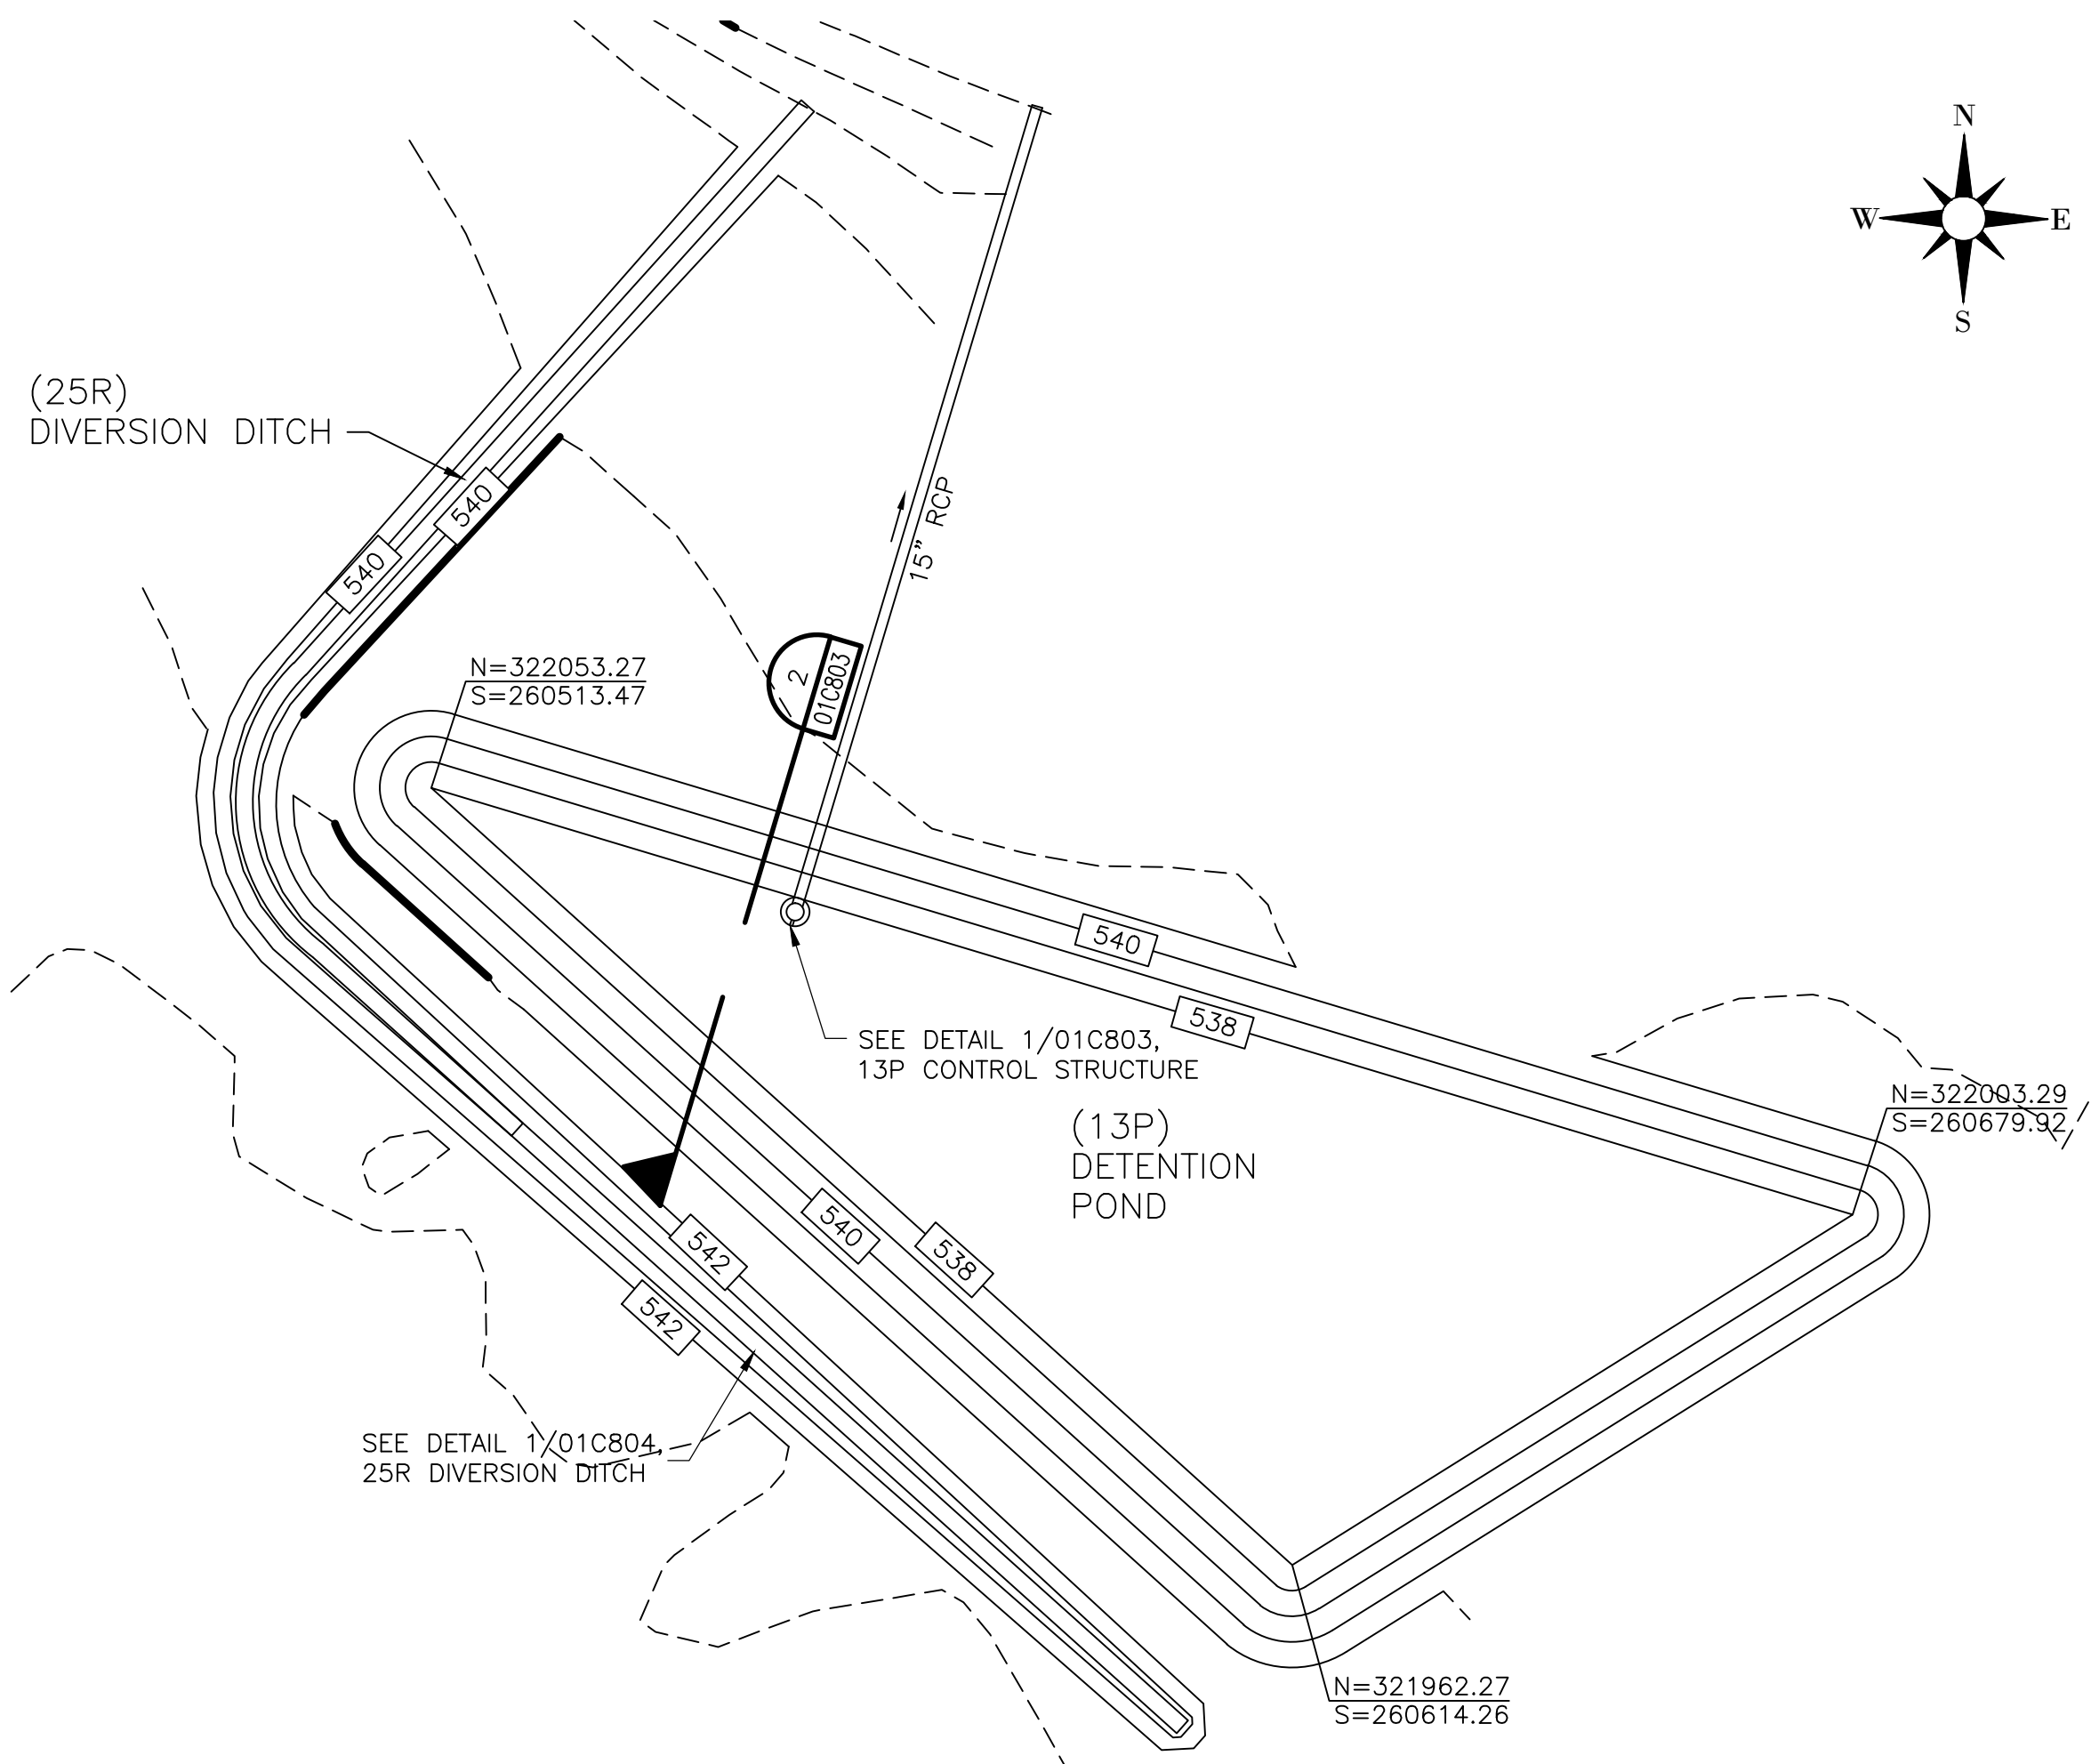 N
W
E
S
(25R)
DIVERSION DITCH
540
540
15" RCP
N=322053.27
S=260513.47
2
01C803
540
538
SEE DETAIL 1/01C803,
13P CONTROL STRUCTURE
(13P)
DETENTION
POND
N=322003.29
S=260679.92
540
538
542
542
SEE DETAIL 1/01C804,
25R DIVERSION DITCH
N=321962.27
S=260614.26